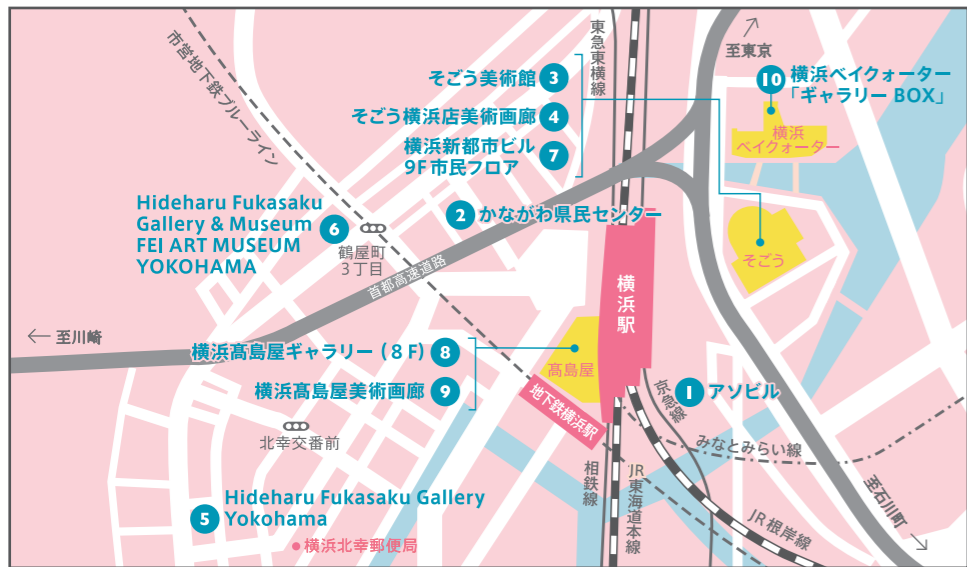 市営地下鉄ブルーライン
東急東横線
至東京
そごう美術館 3
そごう横浜店美術画廊 4
横浜新都市ビル
9F市民フロア
7
10 横浜ベイクォーター
「ギャラリー BOX」
横浜
ベイクォーター
Hideharu Fukasaku
Gallery & Museum
FEI ART MUSEUM
YOKOHAMA
6
鶴屋町
3丁目
2 かながわ県民センター
首都高速道路
そごう
横浜駅
至川崎
横浜髙島屋ギャラリー(8F) 8
横浜髙島屋美術画廊 9
髙島屋
地下鉄横浜駅
京急線
1 アソビル
みなとみらい線
北幸交番前
5 Hideharu Fukasaku Gallery
Yokohama
横浜北幸郵便局
相鉄線
JR東海道本線
JR根岸線
至石川町